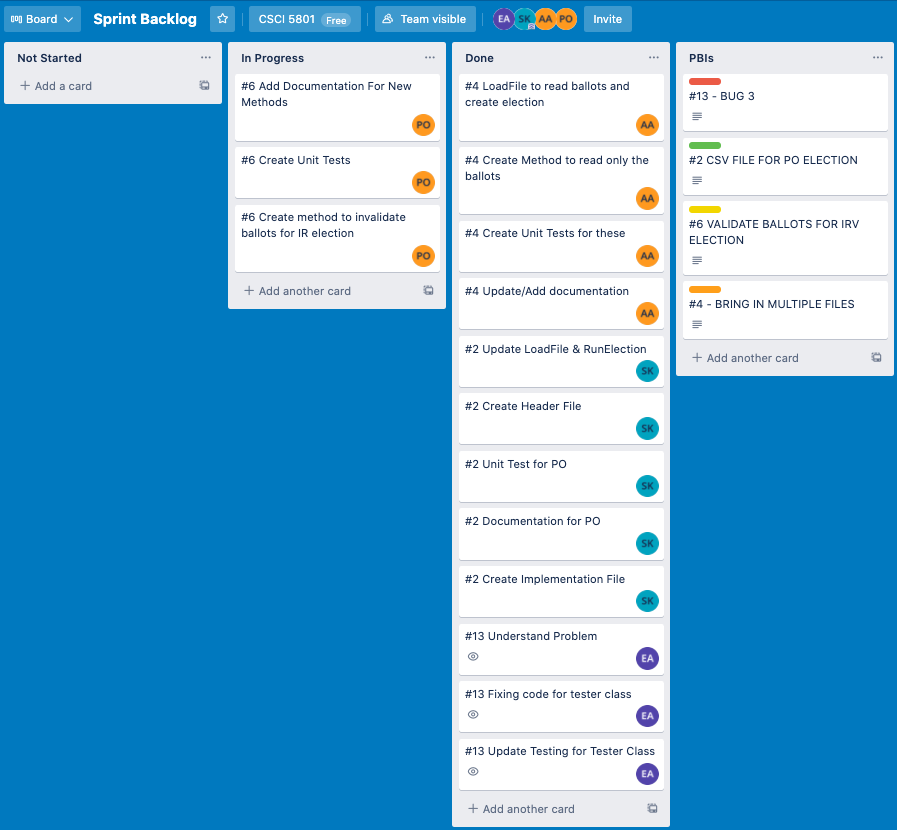 Board
Sprint Backlog
CSCI 5801 Free
Team visible
EA SK AA PO
Invite
Not Started
Add a card
In Progress
#6 Add Documentation For New
Methods
PO
#6 Create Unit Tests
PO
#6 Create method to invalidate
ballots for IR election
PO
Add another card
Done
#4 LoadFile to read ballots and
create election
AA
#4 Create Method to read only the
ballots
AA
#4 Create Unit Tests for these
AA
#4 Update/Add documentation
AA
#2 Update LoadFile & RunElection
SK
#2 Create Header File
SK
#2 Unit Test for PO
SK
#2 Documentation for PO
SK
#2 Create Implementation File
SK
#13 Understand Problem
EA
#13 Fixing code for tester class
EA
#13 Update Testing for Tester Class
EA
Add another card
PBIs
#13 - BUG 3
#2 CSV FILE FOR PO ELECTION
#6 VALIDATE BALLOTS FOR IRV
ELECTION
#4 - BRING IN MULTIPLE FILES
Add another card